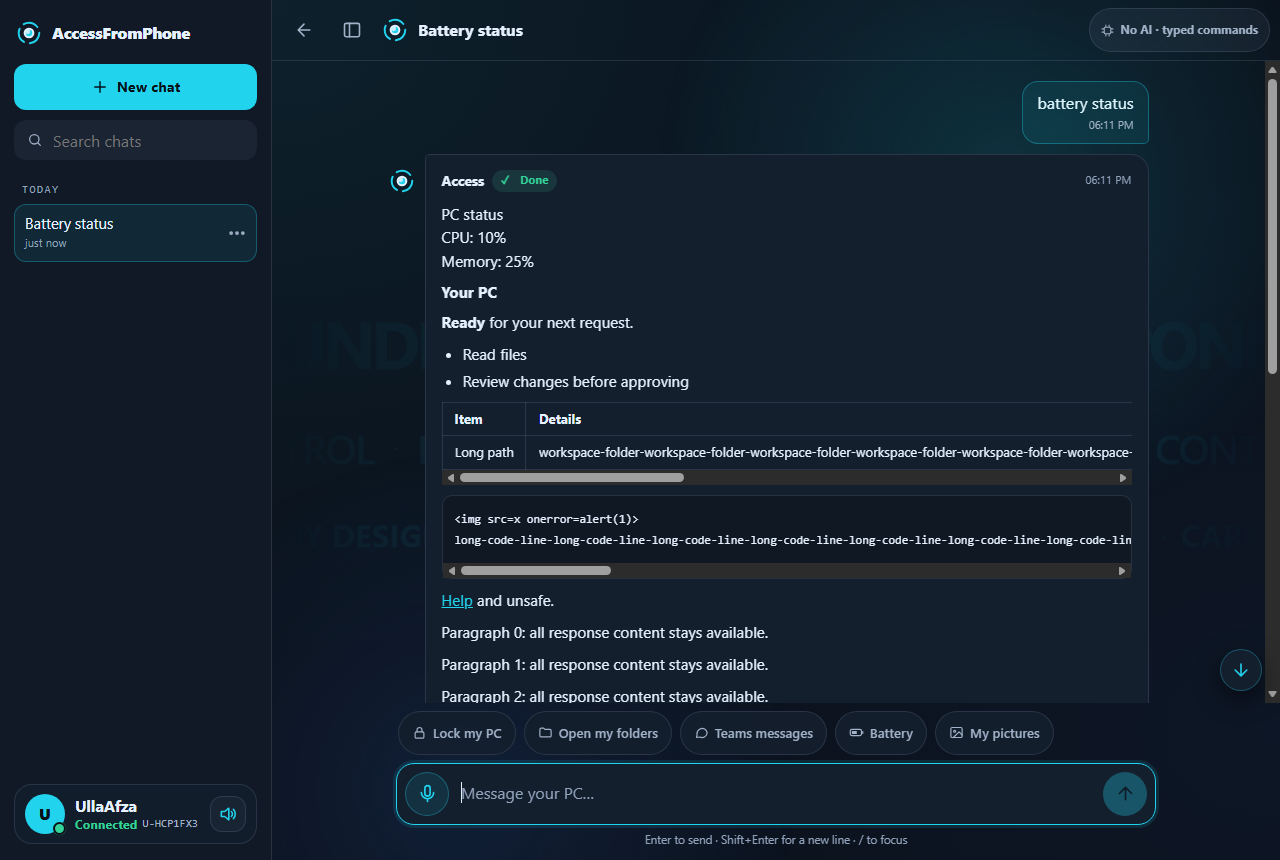 AccessFromPhone
New chat
Search chats
TODAY
Battery status
just now
UllaAfza
Connected U-HCP1FX3
U
Battery status
No AI · typed commands
battery status
06:11 PM
Access ✓ Done 06:11 PM
PC status
CPU: 10%
Memory: 25%
Your PC
Ready for your next request.
• Read files
• Review changes before approving
Item Details
Long path workspace-folder-workspace-folder-workspace-folder-workspace-folder-workspace-folder-workspace-
<img src=x onerror=alert(1)>
long-code-line-long-code-line-long-code-line-long-code-line-long-code-line-long-code-line-long-code-lin
Help and unsafe.
Paragraph 0: all response content stays available.
Paragraph 1: all response content stays available.
Paragraph 2: all response content stays available.
Lock my PC
Open my folders
Teams messages
Battery
My pictures
Message your PC...
Enter to send · Shift+Enter for a new line · / to focus